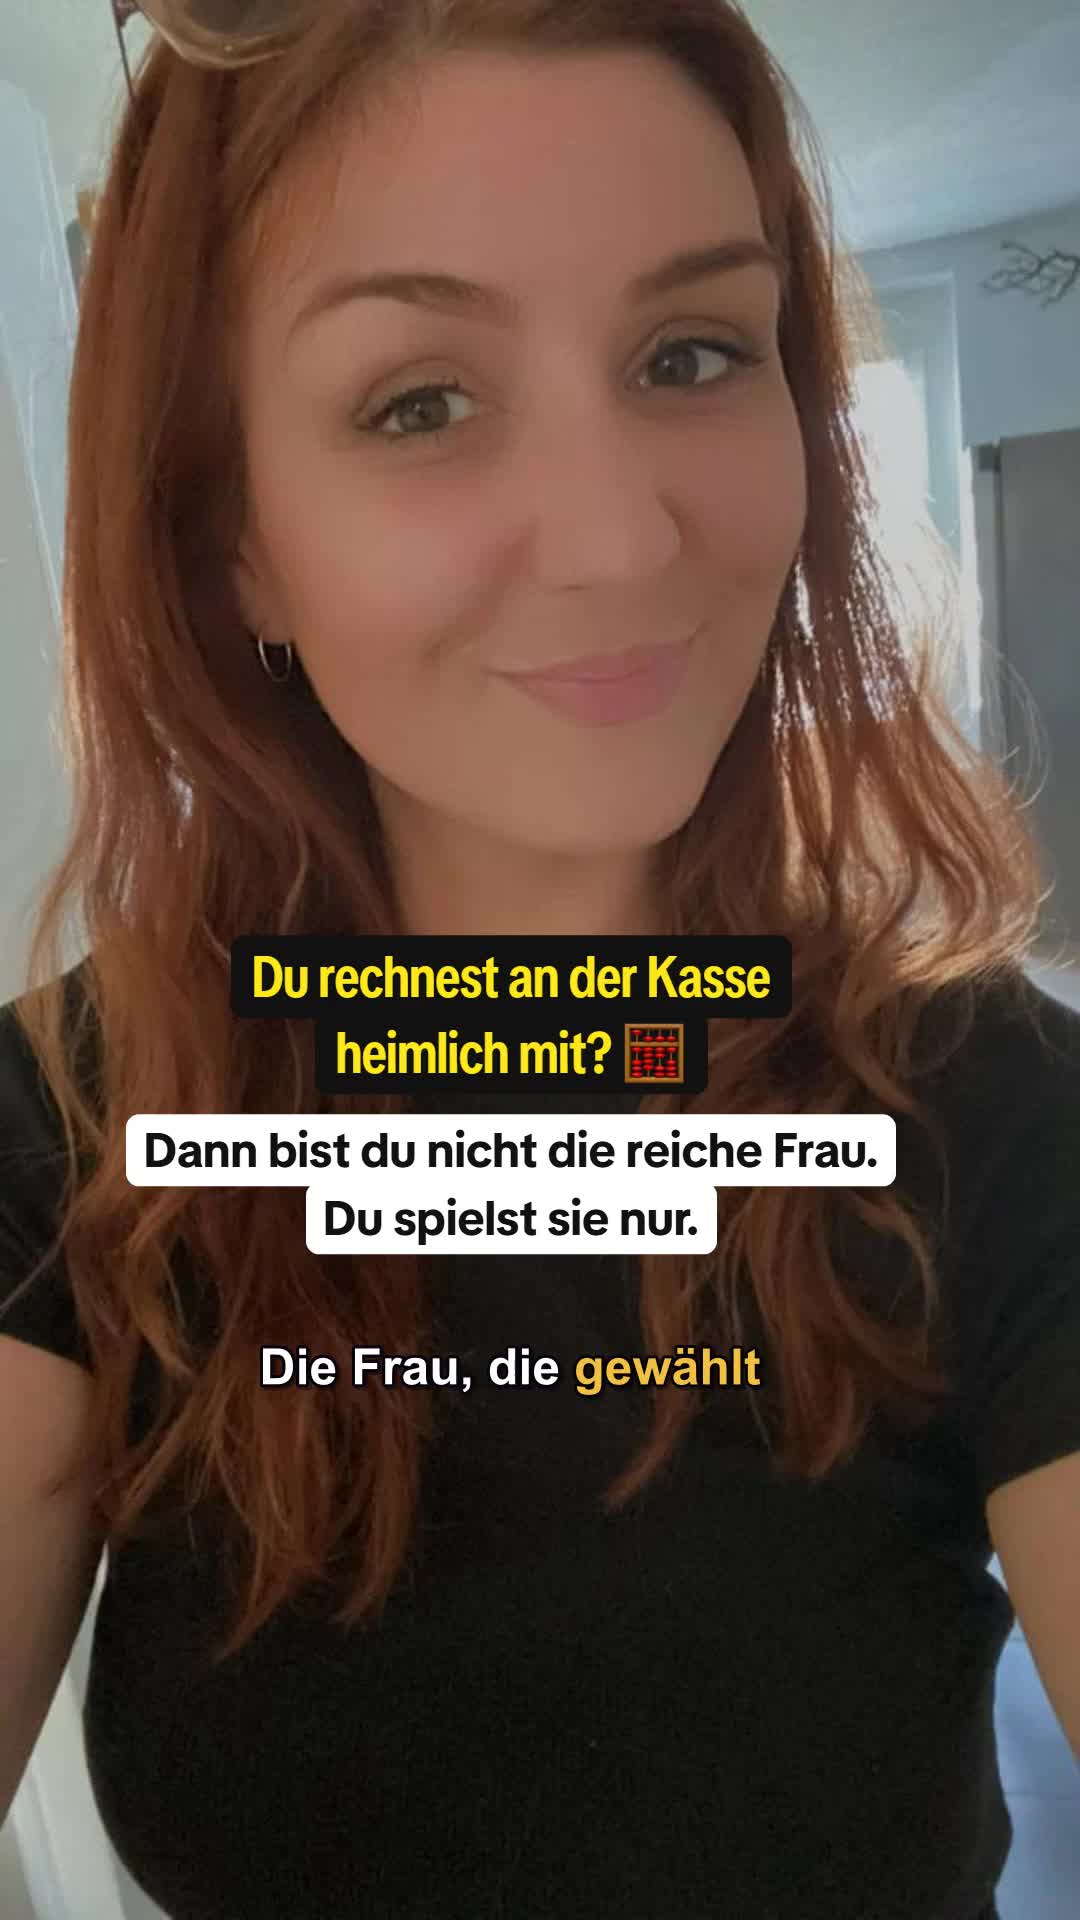 Du rechnest an der Kasse
heimlich mit? 🧮
Dann bist du nicht die reiche Frau.
Du spielst sie nur.
Die Frau, die gewählt